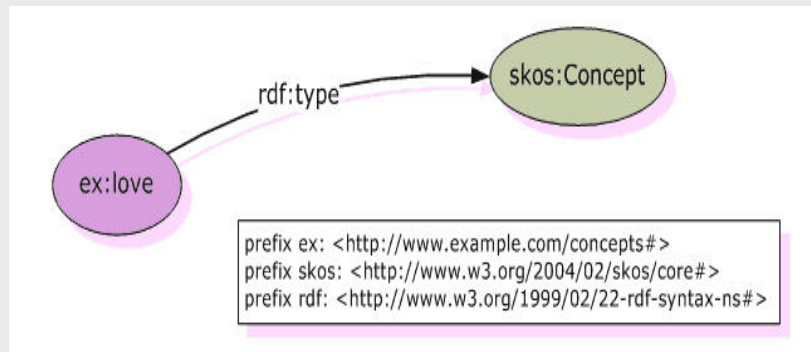 skos:Concept
rdf:type
ex:love
prefix ex: <http://www.example.com/concepts#>
prefix skos: <http://www.w3.org/2004/02/skos/core#>
prefix rdf: <http://www.w3.org/1999/02/22-rdf-syntax-ns#>